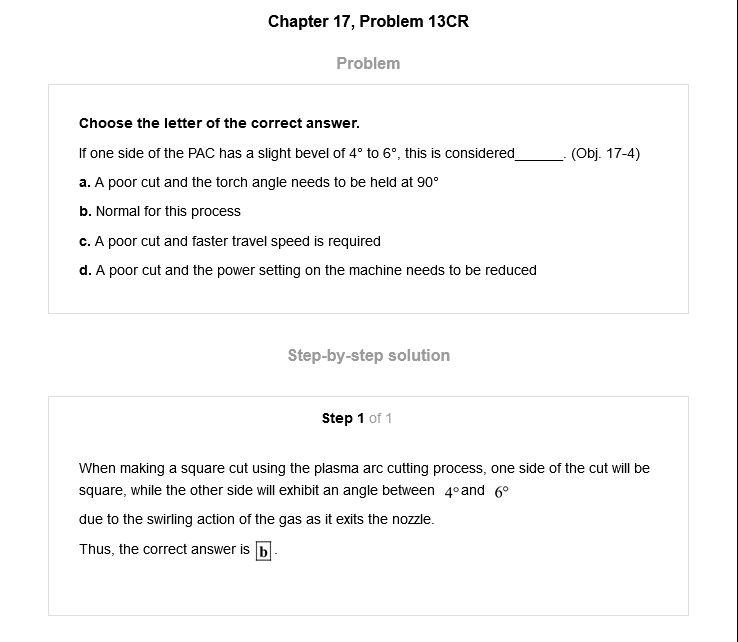 Chapter 17, Problem 13CR
Problem
Choose the letter of the correct answer.
If one side of the PAC has a slight bevel of 4° to 6°, this is considered______. (Obj. 17-4)
a. A poor cut and the torch angle needs to be held at 90°
b. Normal for this process
c. A poor cut and faster travel speed is required
d. A poor cut and the power setting on the machine needs to be reduced
Step-by-step solution
Step 1 of 1
When making a square cut using the plasma arc cutting process, one side of the cut will be
square, while the other side will exhibit an angle between 4° and 6°
due to the swirling action of the gas as it exits the nozzle.
Thus, the correct answer is b.